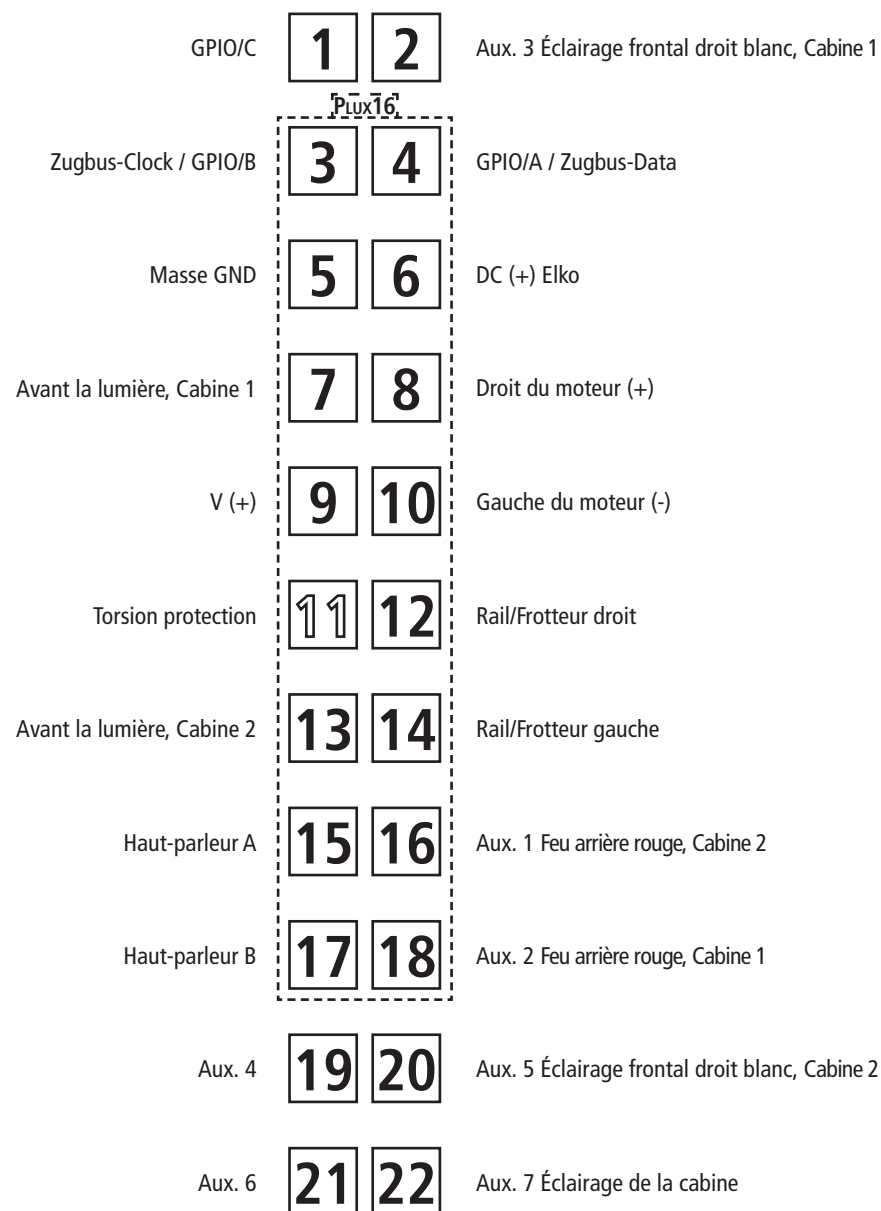 GPIO/C 1 2 Aux. 3 Éclairage frontal droit blanc, Cabine 1
PLUX16
Zugbus-Clock / GPIO/B 3 4 GPIO/A / Zugbus-Data
Masse GND 5 6 DC (+) Elko
Avant la lumière, Cabine 1 7 8 Droit du moteur (+)
V (+) 9 10 Gauche du moteur (-)
Torsion protection 11 12 Rail/Frotteur droit
Avant la lumière, Cabine 2 13 14 Rail/Frotteur gauche
Haut-parleur A 15 16 Aux. 1 Feu arrière rouge, Cabine 2
Haut-parleur B 17 18 Aux. 2 Feu arrière rouge, Cabine 1
Aux. 4 19 20 Aux. 5 Éclairage frontal droit blanc, Cabine 2
Aux. 6 21 22 Aux. 7 Éclairage de la cabine